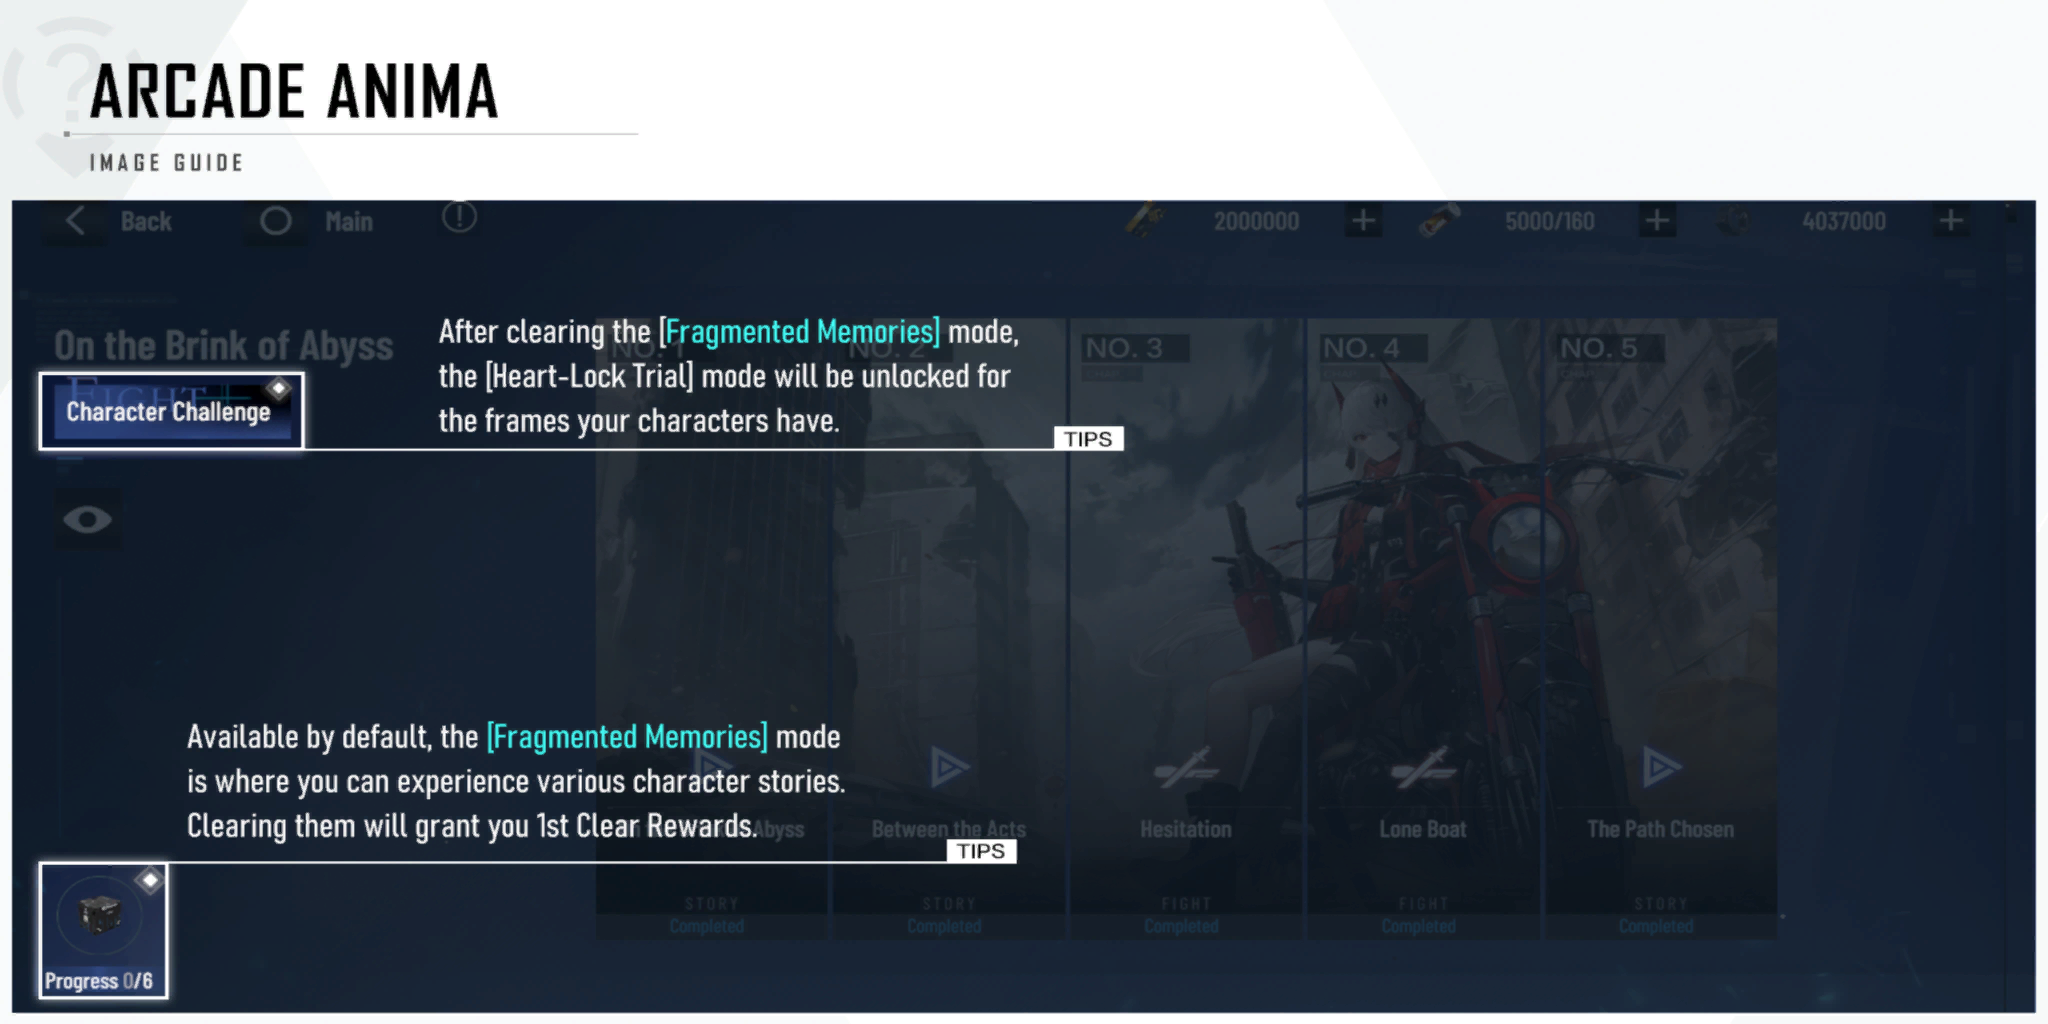 ARCADE ANIMA
IMAGE GUIDE
Back
Main
2000000
5000/160
4037000
On the Brink of Abyss
FIGHT
Character Challenge
After clearing the [Fragmented Memories] mode,
the [Heart-Lock Trial] mode will be unlocked for
the frames your characters have.
TIPS
NO. 1
NO. 2
NO. 3
NO. 4
NO. 5
Available by default, the [Fragmented Memories] mode
is where you can experience various character stories.
Clearing them will grant you 1st Clear Rewards.
TIPS
Abyss
Between the Acts
Hesitation
Lone Boat
The Path Chosen
STORY
STORY
FIGHT
FIGHT
STORY
Completed
Completed
Completed
Completed
Completed
Progress 0/6